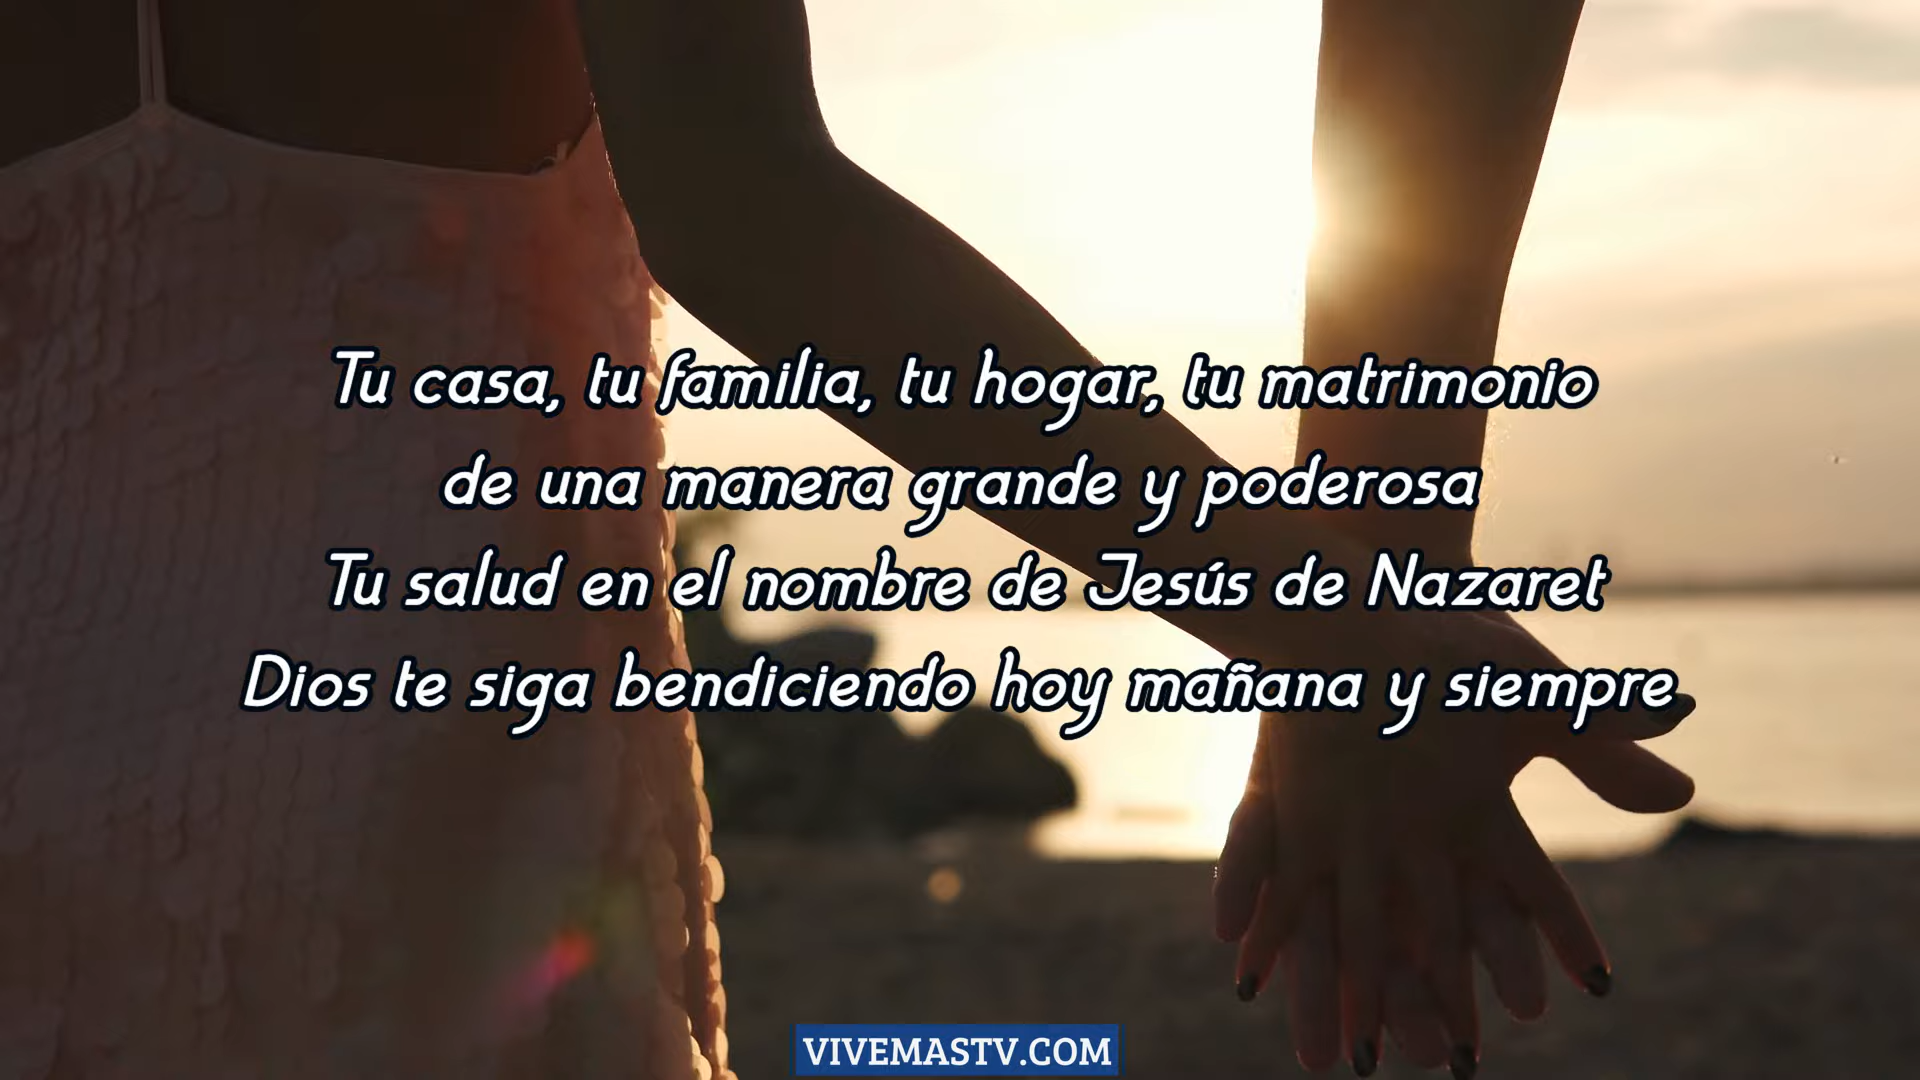 Tu casa, tu familia, tu hogar, tu matrimonio
de una manera grande y poderosa
Tu salud en el nombre de Jesús de Nazaret
Dios te siga bendiciendo hoy mañana y siempre
VIVEMASTV.COM